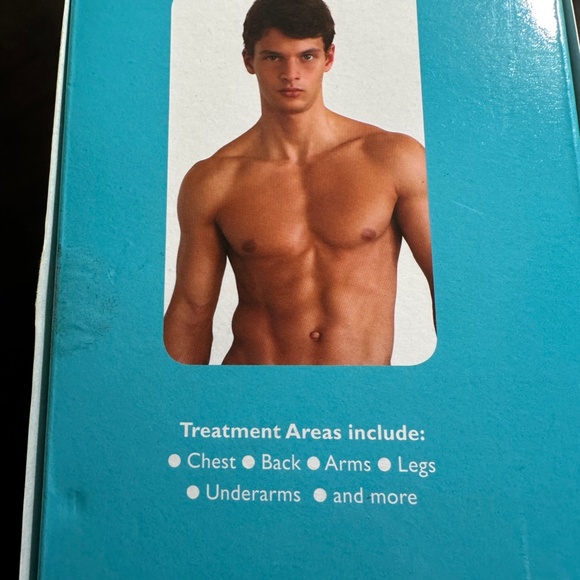 Treatment Areas include:
● Chest ● Back ● Arms ● Legs
● Underarms ● and more